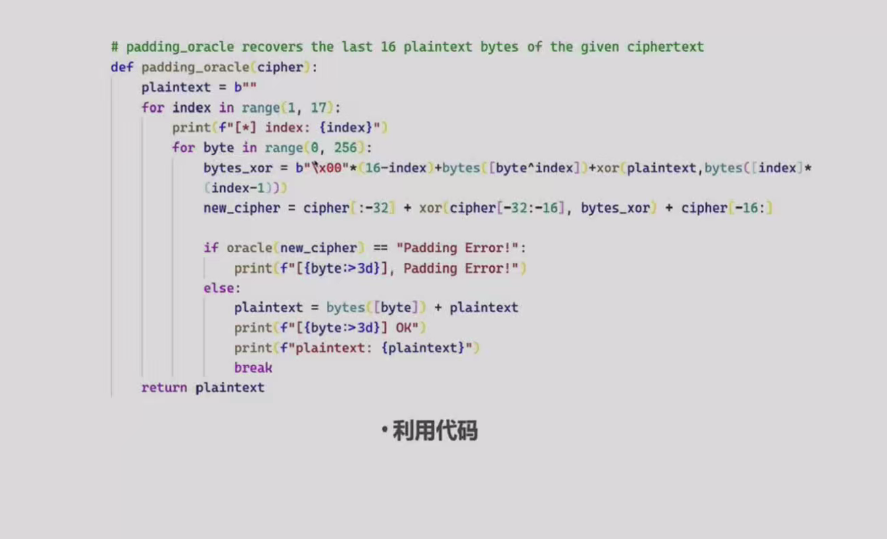 # padding_oracle recovers the last 16 plaintext bytes of the given ciphertext
def padding_oracle(cipher):
    plaintext = b""
    for index in range(1, 17):
        print(f"[*] index: {index}")
        for byte in range(0, 256):
            bytes_xor = b"\x00"*(16-index)+bytes([byte^index])+xor(plaintext,bytes([index]*
            (index-1)))
            new_cipher = cipher[:-32] + xor(cipher[-32:-16], bytes_xor) + cipher[-16:]
            if oracle(new_cipher) == "Padding Error!":
                print(f"[{byte:>3d}], Padding Error!")
            else:
                plaintext = bytes([byte]) + plaintext
                print(f"[{byte:>3d}] OK")
                print(f"plaintext: {plaintext}")
                break
    return plaintext
• 利用代码